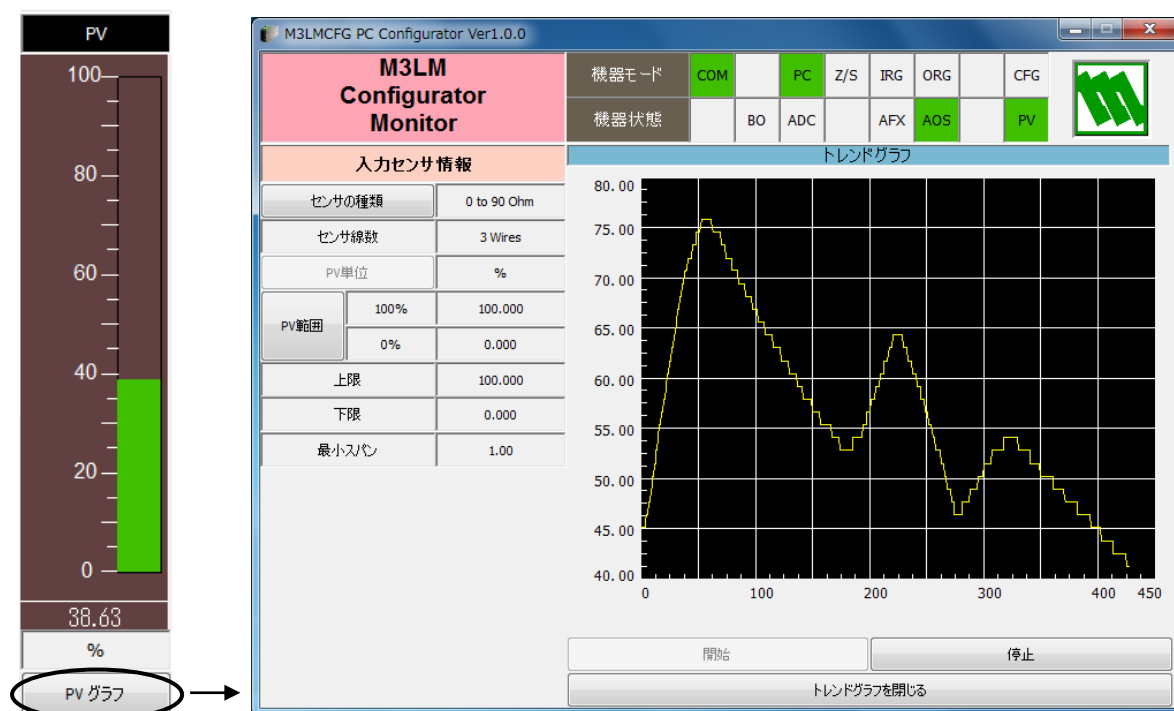 PV
100
80
60
40
20
0
38.63
%
PV グラフ
M3LMCFG PC Configurator Ver1.0.0
M3LM
Configurator
Monitor
機器モード COM PC Z/S IRG ORG CFG
機器状態 BO ADC AFX AOS PV
入力センサ情報
センサの種類 0 to 90 Ohm
センサ線数 3 Wires
PV単位 %
PV範囲 100% 100.000
0% 0.000
上限 100.000
下限 0.000
最小スパン 1.00
トレンドグラフ
80.00
75.00
70.00
65.00
60.00
55.00
50.00
45.00
40.00
0 100 200 300 400 450
開始 停止
トレンドグラフを閉じる